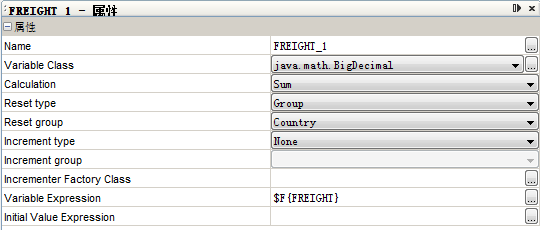 FREIGHT_1 - 属性
属性
Name FREIGHT_1 ...
Variable Class java.math.BigDecimal ...
Calculation Sum
Reset type Group
Reset group Country
Increment type None
Increment group
Incrementer Factory Class ...
Variable Expression $F{FREIGHT} ...
Initial Value Expression ...